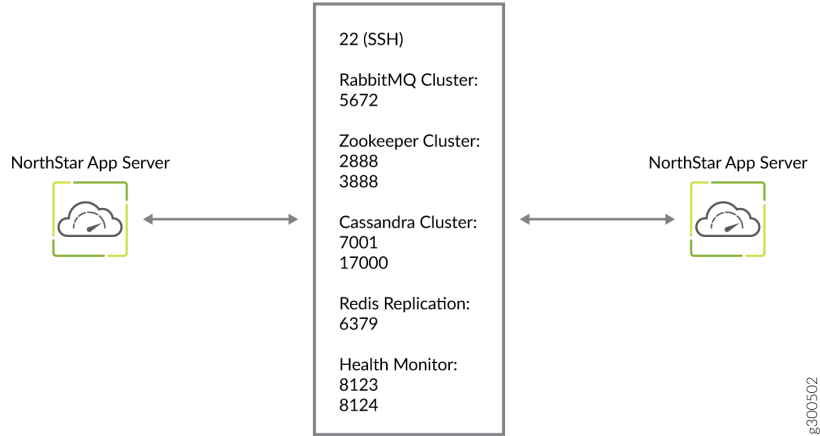 22 (SSH)
RabbitMQ Cluster:
5672
Zookeeper Cluster:
2888
3888
NorthStar App Server
NorthStar App Server
Cassandra Cluster:
7001
17000
Redis Replication:
6379
Health Monitor:
8123
8124
g300502